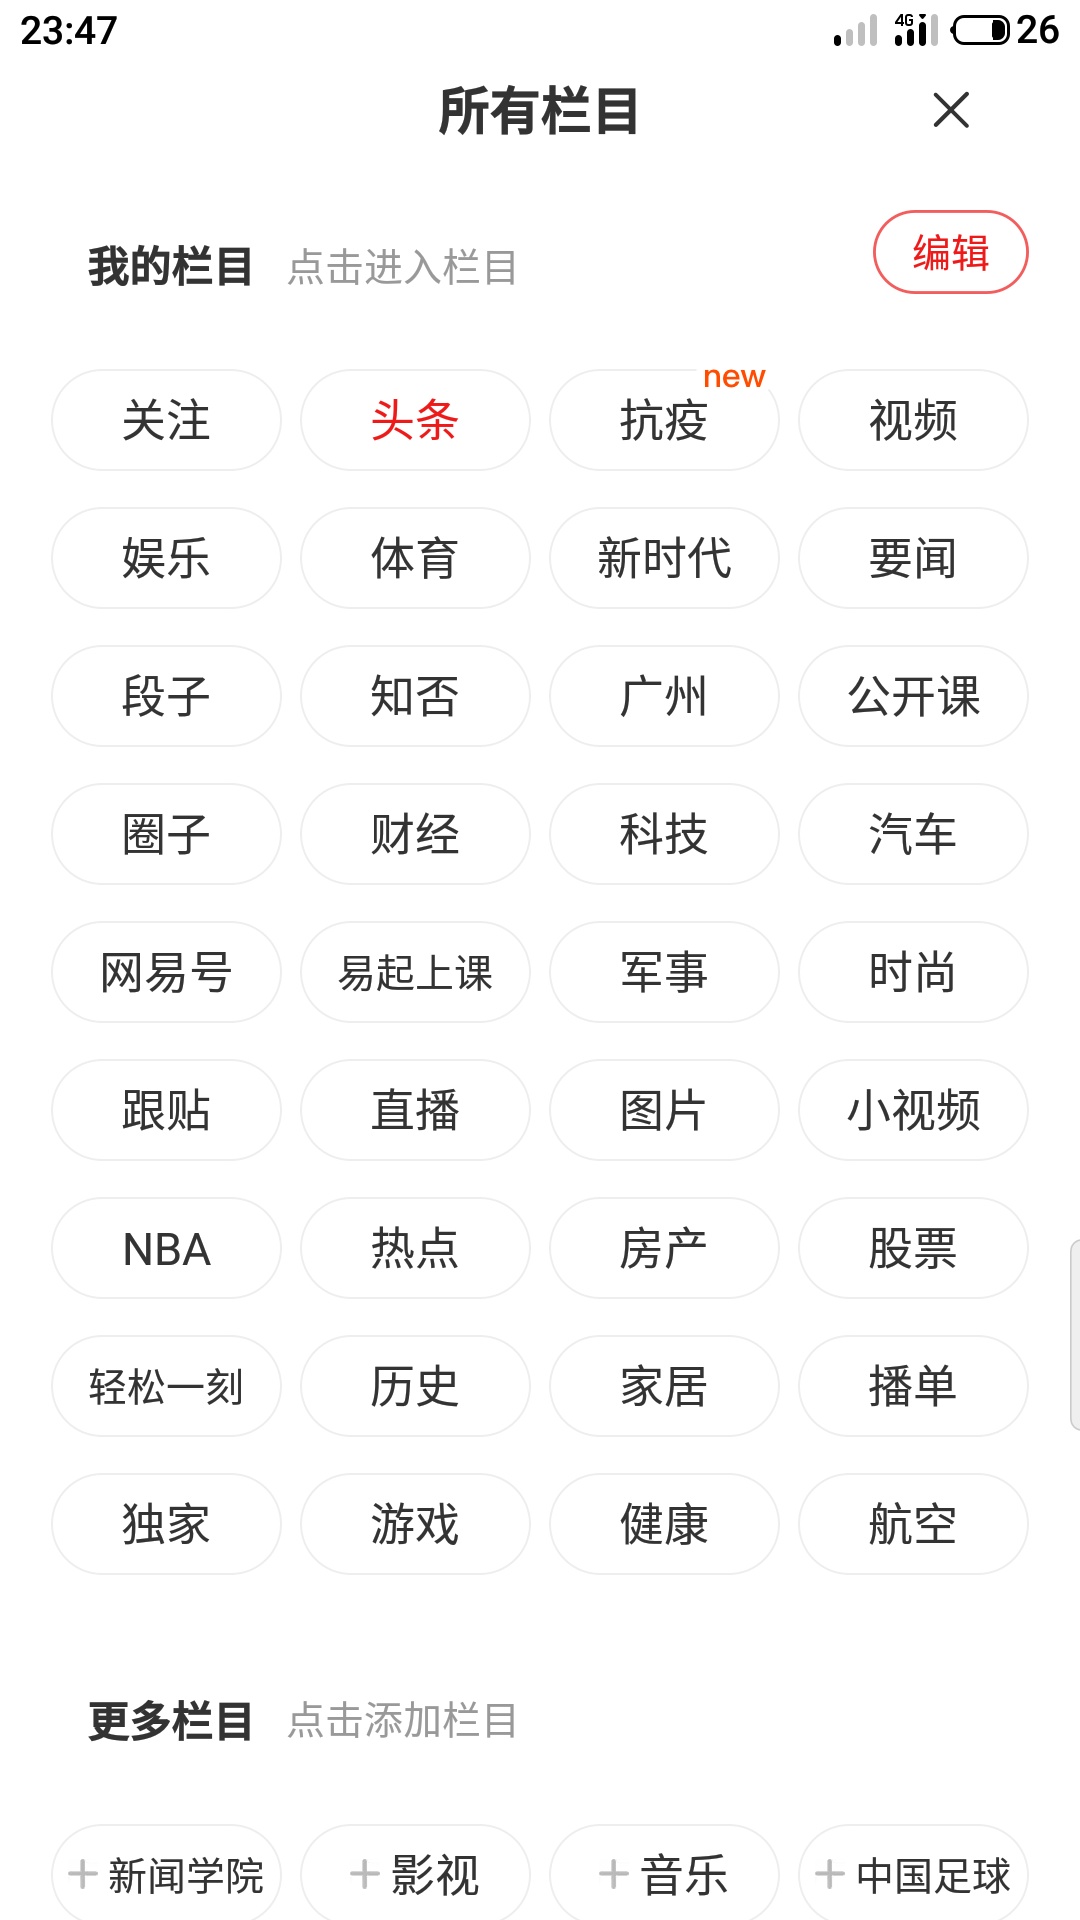 23:47
4G
26
所有栏目
我的栏目 点击进入栏目
编辑
关注 头条 抗疫 new 视频
娱乐 体育 新时代 要闻
段子 知否 广州 公开课
圈子 财经 科技 汽车
网易号 易起上课 军事 时尚
跟贴 直播 图片 小视频
NBA 热点 房产 股票
轻松一刻 历史 家居 播单
独家 游戏 健康 航空
更多栏目 点击添加栏目
+ 新闻学院 + 影视 + 音乐 + 中国足球